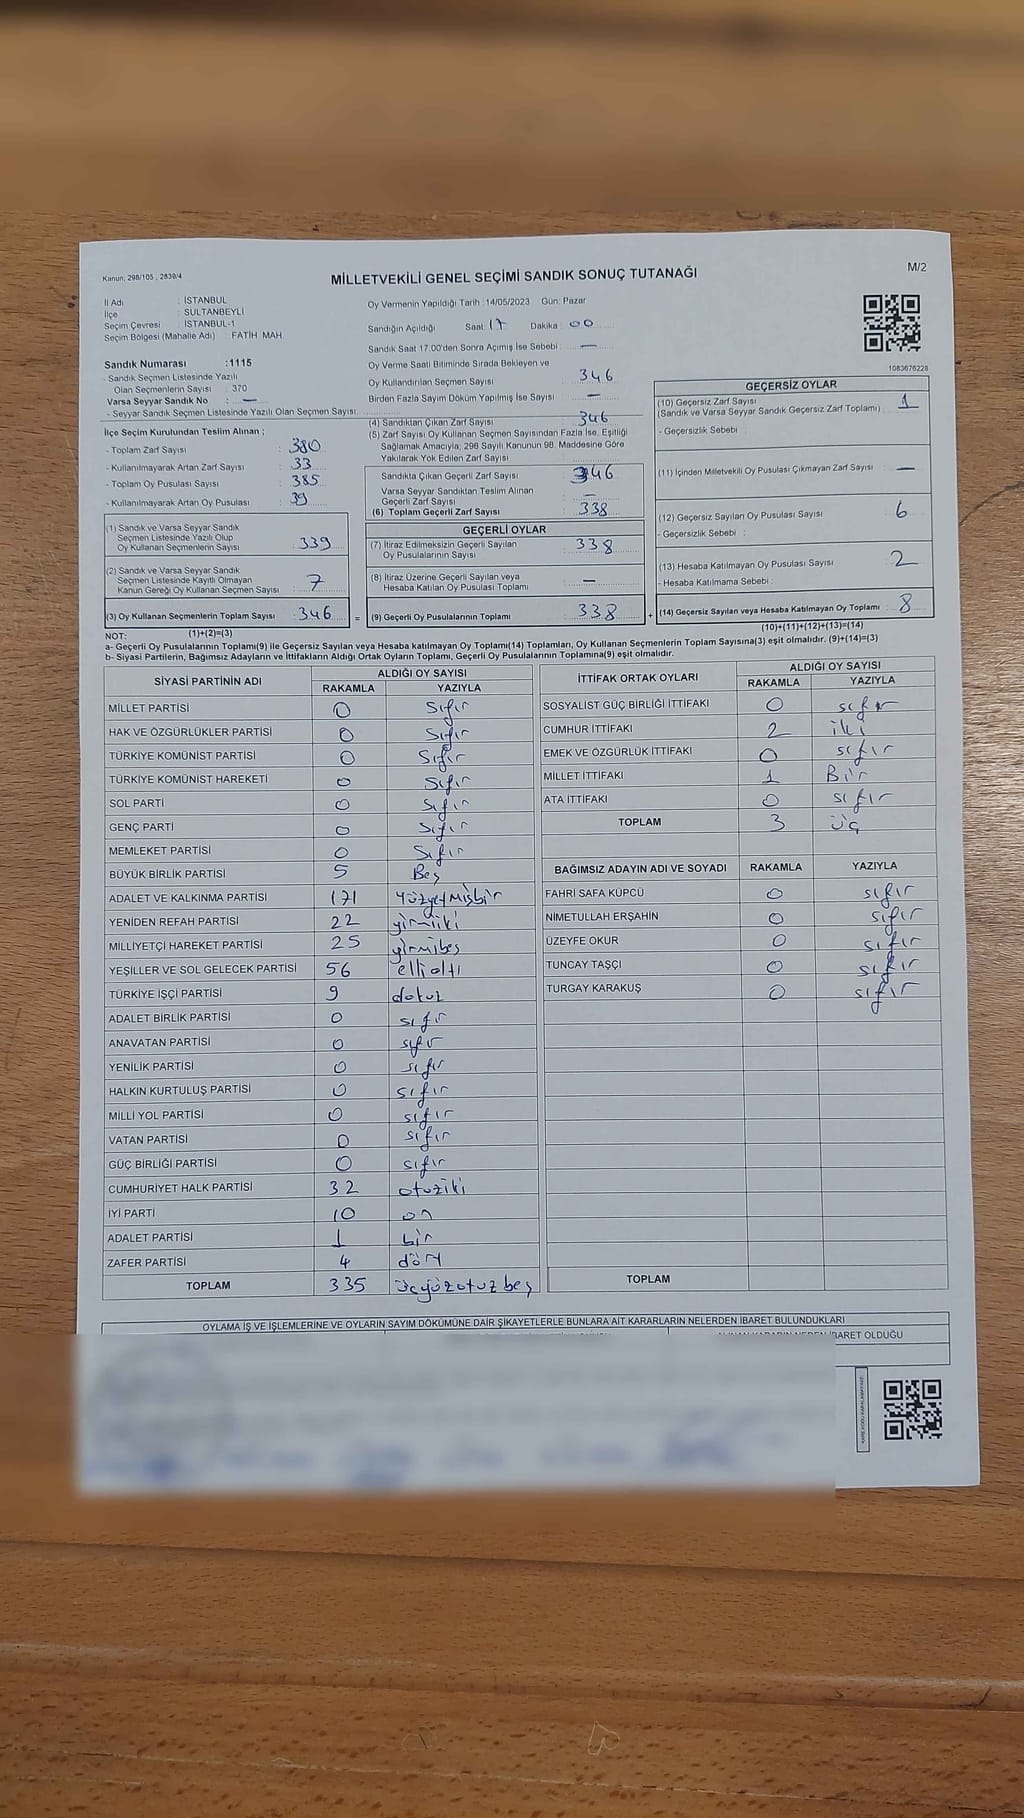 Kanun: 298/105 , 2839/4
MİLLETVEKİLİ GENEL SEÇİMİ SANDIK SONUÇ TUTANAĞI
M/2
İl Adı : İSTANBUL
İlçe : SULTANBEYLİ
Seçim Çevresi : İSTANBUL-1
Seçim Bölgesi (Mahalle Adı) : FATİH MAH.
Sandık Numarası :1115
- Sandık Seçmen Listesinde Yazılı
Olan Seçmenlerin Sayısı : 370
Varsa Seyyar Sandık No : —
- Seyyar Sandık Seçmen Listesinde Yazılı Olan Seçmen Sayısı:
İlçe Seçim Kurulundan Teslim Alınan ;
- Toplam Zarf Sayısı : 380
- Kullanılmayarak Artan Zarf Sayısı : 33
- Toplam Oy Pusulası Sayısı : 385
- Kullanılmayarak Artan Oy Pusulası : 39
(1) Sandık ve Varsa Seyyar Sandık
Seçmen Listesinde Yazılı Olup
Oy Kullanan Seçmenlerin Sayısı : 339
(2) Sandık ve Varsa Seyyar Sandık
Seçmen Listesinde Kayıtlı Olmayan
Kanun Gereği Oy Kullanan Seçmen Sayısı : 7
(3) Oy Kullanan Seçmenlerin Toplam Sayısı : 346 =
Oy Vermenin Yapıldığı Tarih :14/05/2023 Gün: Pazar
Sandığın Açıldığı Saat: 17 Dakika : 00
Sandık Saat 17:00'den Sonra Açmış İse Sebebi : —
Oy Verme Saati Bitiminde Sırada Bekleyen ve
Oy Kullandırılan Seçmen Sayısı : 346
Birden Fazla Sayım Döküm Yapılmış İse Sayısı : —
(4) Sandıktan Çıkan Zarf Sayısı : 346
(5) Zarf Sayısı Oy Kullanan Seçmen Sayısından Fazla İse, Eşitliği
Sağlamak Amacıyla; 298 Sayılı Kanunun 98. Maddesine Göre
Yakılarak Yok Edilen Zarf Sayısı :
Sandıkta Çıkan Geçerli Zarf Sayısı : 346
Varsa Seyyar Sandıktan Teslim Alınan
Geçerli Zarf Sayısı : —
(6) Toplam Geçerli Zarf Sayısı : 338
GEÇERLİ OYLAR
(7) İtiraz Edilmeksizin Geçerli Sayılan
Oy Pusulalarının Sayısı : 338
(8) İtiraz Üzerine Geçerli Sayılan veya
Hesaba Katılan Oy Pusulası Toplamı : —
(9) Geçerli Oy Pusulalarının Toplamı : 338 +
1083676228
GEÇERSİZ OYLAR
(10) Geçersiz Zarf Sayısı
(Sandık ve Varsa Seyyar Sandık Geçersiz Zarf Toplamı) : 1
- Geçersizlik Sebebi :
(11) İçinden Milletvekili Oy Pusulası Çıkmayan Zarf Sayısı : —
(12) Geçersiz Sayılan Oy Pusulası Sayısı : 6
- Geçersizlik Sebebi :
(13) Hesaba Katılmayan Oy Pusulası Sayısı : 2
- Hesaba Katılmama Sebebi :
(14) Geçersiz Sayılan veya Hesaba Katılmayan Oy Toplamı : 8
NOT: (1)+(2)=(3) (10)+(11)+(12)+(13)=(14)
a- Geçerli Oy Pusulalarının Toplamı(9) ile Geçersiz Sayılan veya Hesaba katılmayan Oy Toplamı(14) Toplamları, Oy Kullanan Seçmenlerin Toplam Sayısına(3) eşit olmalıdır. (9)+(14)=(3)
b- Siyasi Partilerin, Bağımsız Adayların ve İttifakların Aldığı Ortak Oyların Toplamı, Geçerli Oy Pusulalarının Toplamına(9) eşit olmalıdır.
SİYASİ PARTİNİN ADI ALDIĞI OY SAYISI
RAKAMLA YAZIYLA
MİLLET PARTİSİ 0 Sıfır
HAK VE ÖZGÜRLÜKLER PARTİSİ 0 Sıfır
TÜRKİYE KOMÜNİST PARTİSİ 0 Sıfır
TÜRKİYE KOMÜNİST HAREKETİ 0 Sıfır
SOL PARTİ 0 Sıfır
GENÇ PARTİ 0 Sıfır
MEMLEKET PARTİSİ 0 Sıfır
BÜYÜK BİRLİK PARTİSİ 5 Beş
ADALET VE KALKINMA PARTİSİ 171 Yüzyetmişbir
YENİDEN REFAH PARTİSİ 22 yirmiiki
MİLLİYETÇİ HAREKET PARTİSİ 25 yirmibeş
YEŞİLLER VE SOL GELECEK PARTİSİ 56 ellialtı
TÜRKİYE İŞÇİ PARTİSİ 9 dokuz
ADALET BİRLİK PARTİSİ 0 sıfır
ANAVATAN PARTİSİ 0 sıfır
YENİLİK PARTİSİ 0 sıfır
HALKIN KURTULUŞ PARTİSİ 0 sıfır
MİLLİ YOL PARTİSİ 0 sıfır
VATAN PARTİSİ 0 sıfır
GÜÇ BİRLİĞİ PARTİSİ 0 sıfır
CUMHURİYET HALK PARTİSİ 32 otuziki
İYİ PARTİ 10 on
ADALET PARTİSİ 1 bir
ZAFER PARTİSİ 4 dört
TOPLAM 335 üçyüzotuzbeş
İTTİFAK ORTAK OYLARI ALDIĞI OY SAYISI
RAKAMLA YAZIYLA
SOSYALİST GÜÇ BİRLİĞİ İTTİFAKI 0 sıfır
CUMHUR İTTİFAKI 2 iki
EMEK VE ÖZGÜRLÜK İTTİFAKI 0 sıfır
MİLLET İTTİFAKI 1 Bir
ATA İTTİFAKI 0 sıfır
TOPLAM 3 üç
BAĞIMSIZ ADAYIN ADI VE SOYADI RAKAMLA YAZIYLA
FAHRİ SAFA KÜPCÜ 0 sıfır
NİMETULLAH ERŞAHİN 0 sıfır
ÜZEYFE OKUR 0 sıfır
TUNCAY TAŞÇI 0 sıfır
TURGAY KARAKUŞ 0 sıfır
TOPLAM
OYLAMA İŞ VE İŞLEMLERİNE VE OYLARIN SAYIM DÖKÜMÜNE DAİR ŞİKAYETLERLE BUNLARA AİT KARARLARIN NELERDEN İBARET BULUNDUKLARI
ALINAN KARARIN NEDEN İBARET OLDUĞU